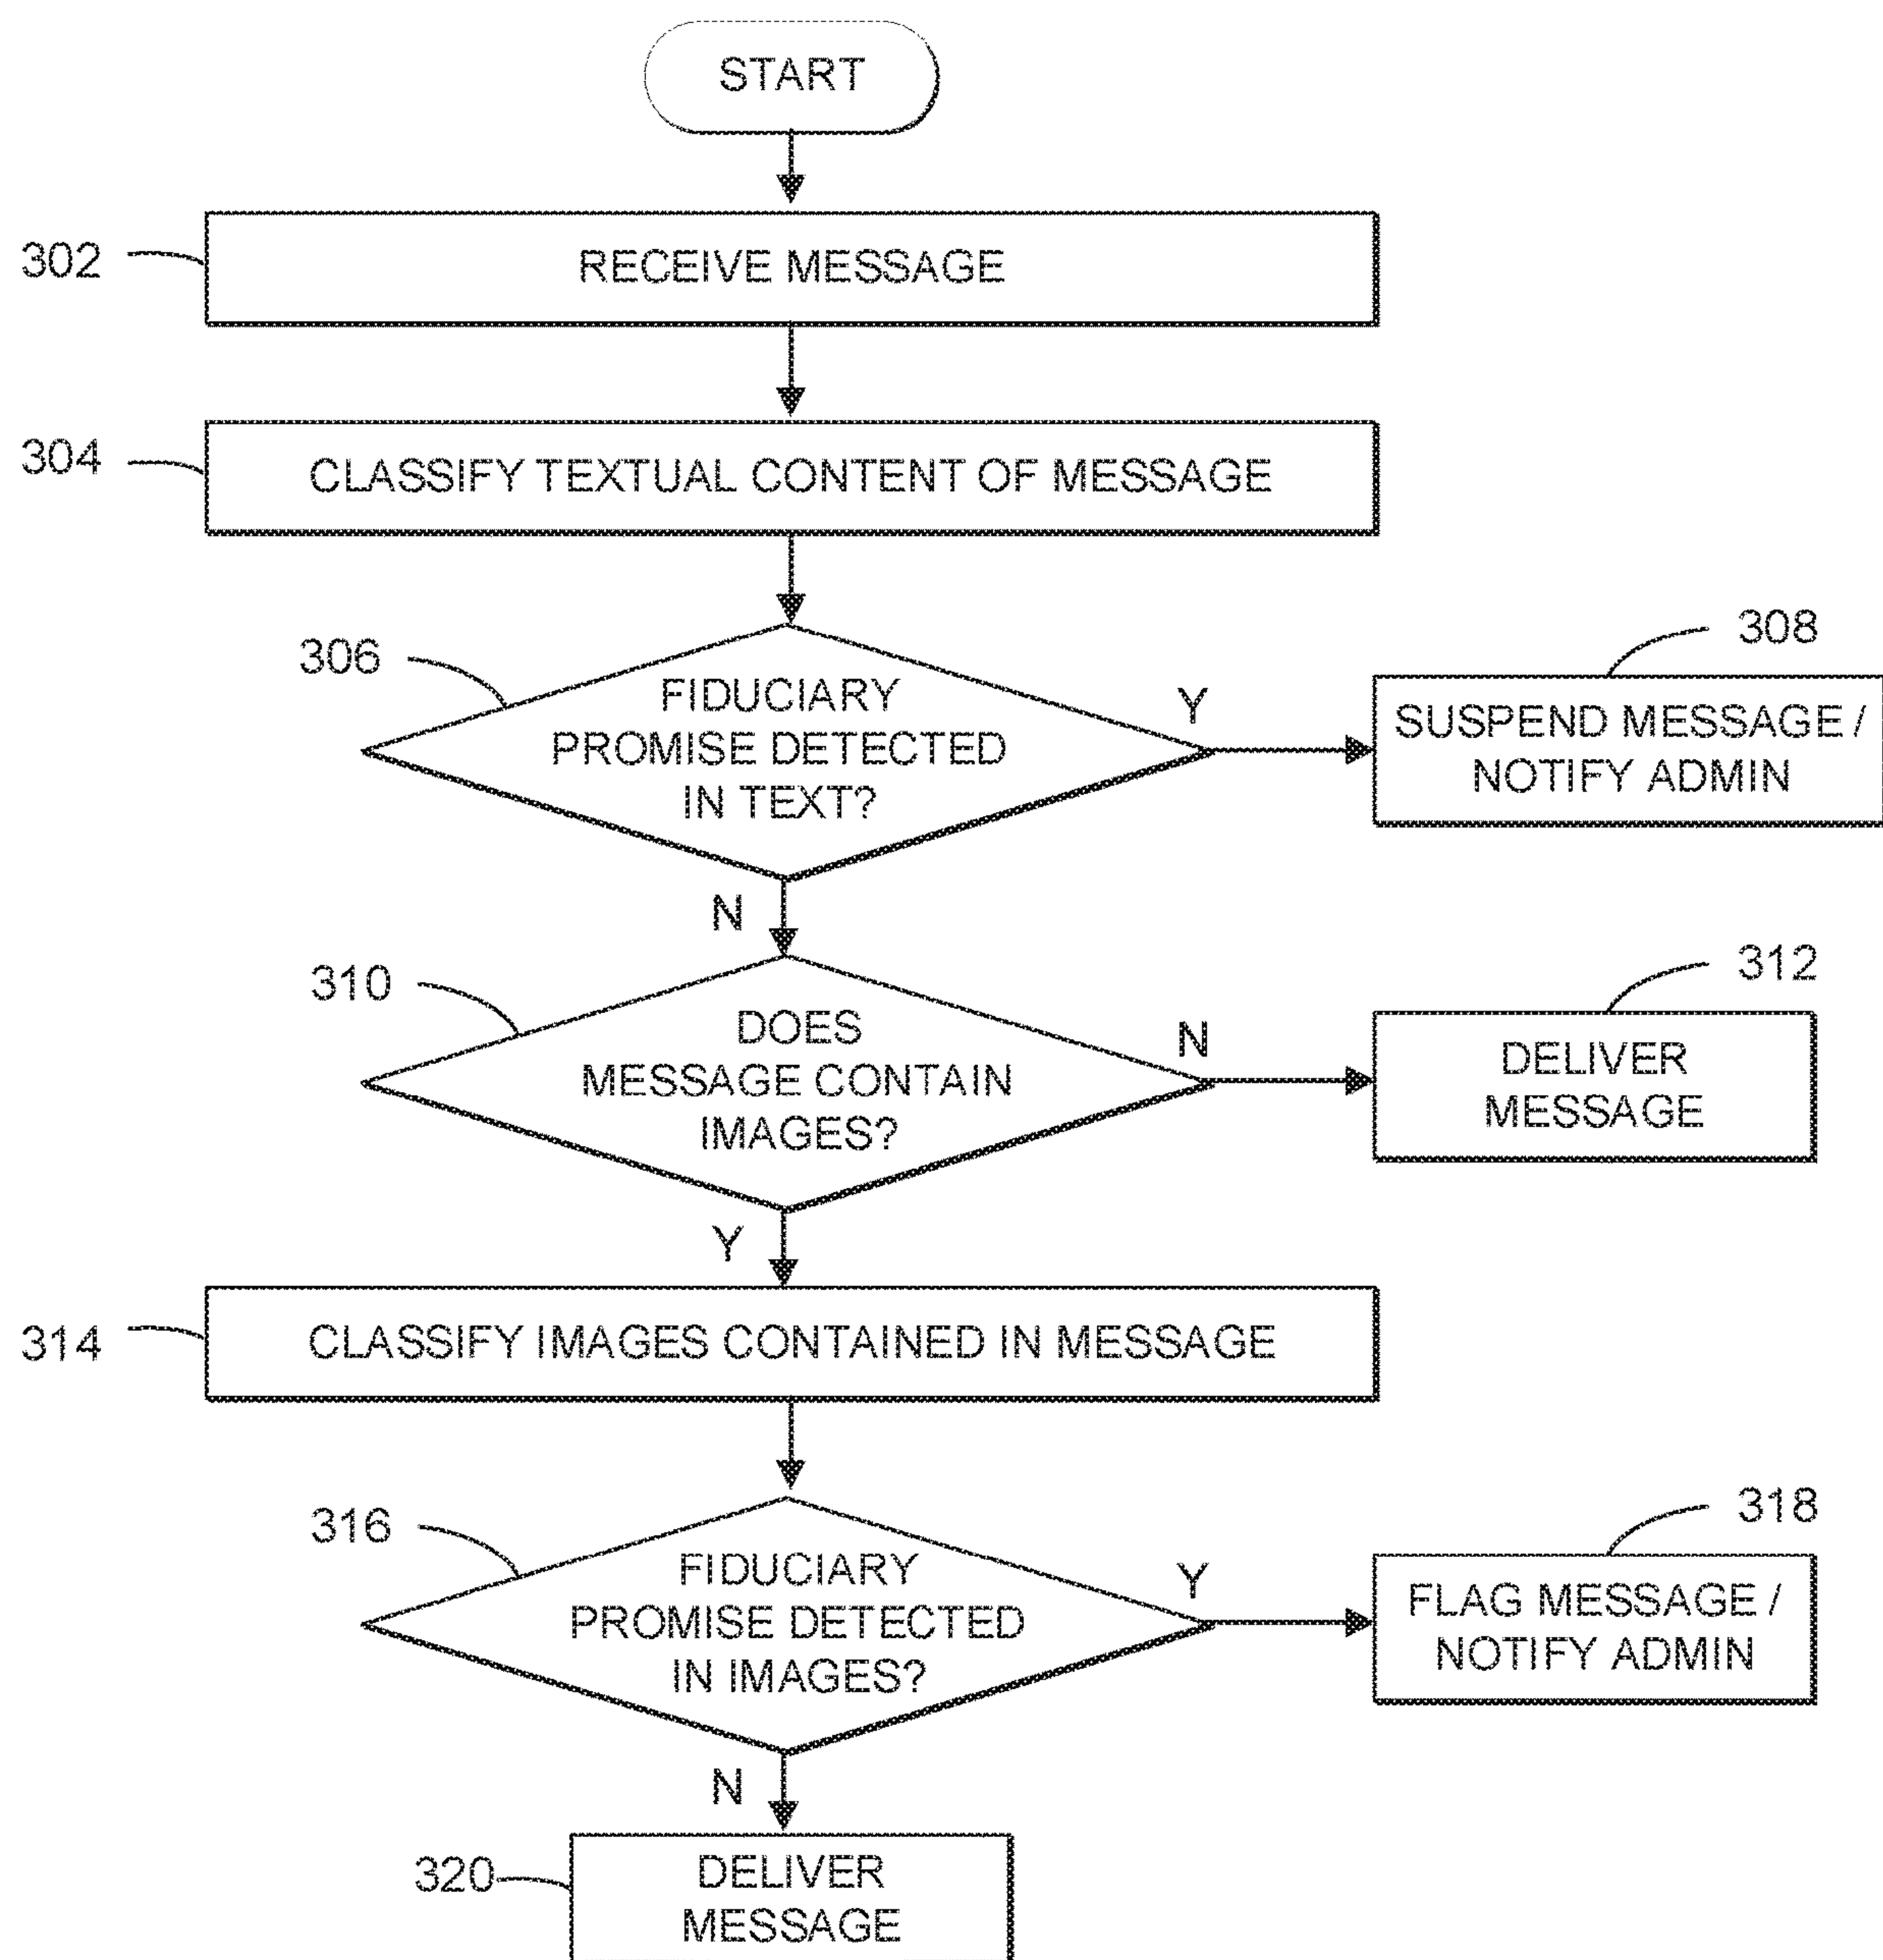 START
302
RECEIVE MESSAGE
304
CLASSIFY TEXTUAL CONTENT OF MESSAGE
306
FIDUCIARY
PROMISE DETECTED
IN TEXT?
Y
308
SUSPEND MESSAGE /
NOTIFY ADMIN
N
310
DOES
MESSAGE CONTAIN
IMAGES?
N
312
DELIVER
MESSAGE
Y
314
CLASSIFY IMAGES CONTAINED IN MESSAGE
316
FIDUCIARY
PROMISE DETECTED
IN IMAGES?
Y
318
FLAG MESSAGE /
NOTIFY ADMIN
N
320
DELIVER
MESSAGE